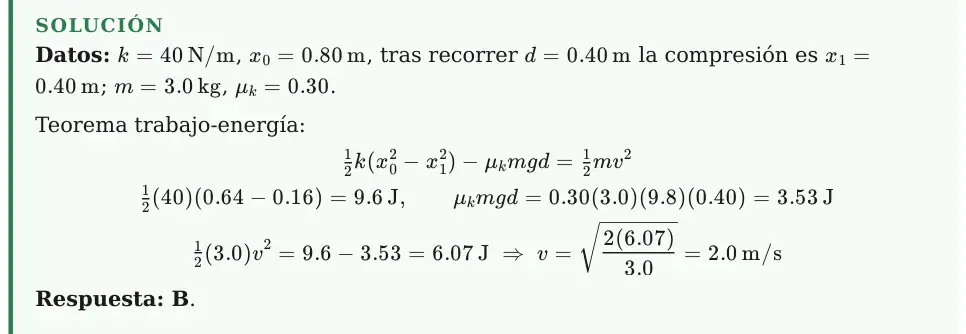 SOLUCIÓN
Datos: k = 40 N/m, x₀ = 0.80 m, tras recorrer d = 0.40 m la compresión es x₁ =
0.40 m; m = 3.0 kg, μₖ = 0.30.
Teorema trabajo-energía:
½k(x₀² − x₁²) − μₖmgd = ½mv²
½(40)(0.64 − 0.16) = 9.6 J, μₖmgd = 0.30(3.0)(9.8)(0.40) = 3.53 J
½(3.0)v² = 9.6 − 3.53 = 6.07 J ⇒ v = √(2(6.07)/3.0) = 2.0 m/s
Respuesta: B.